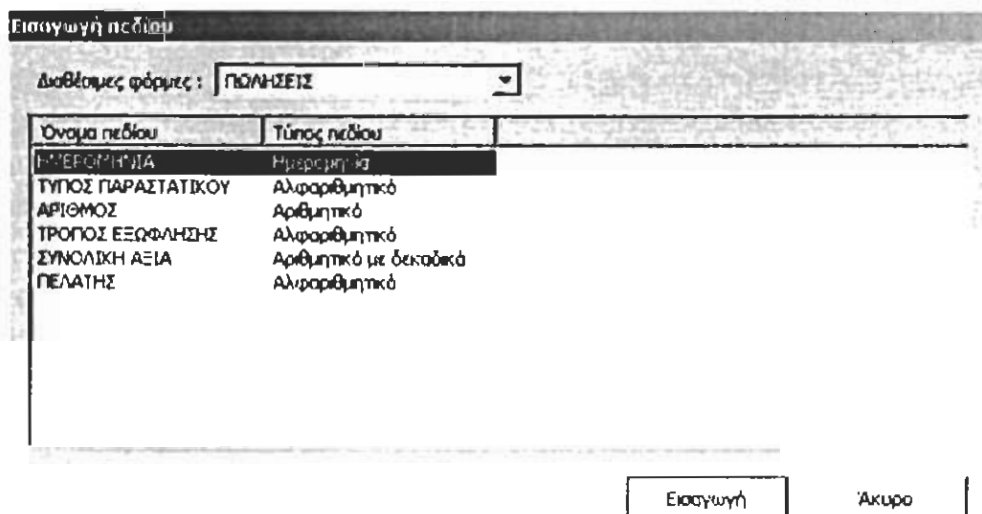 Εισαγωγή πεδίου
Διαθέσιμες φόρμες : ΠΩΛΗΣΕΙΣ
Όνομα πεδίου Τύπος πεδίου
ΗΜΕΡΟΜΗΝΙΑ Ημερομηνία
ΤΥΠΟΣ ΠΑΡΑΣΤΑΤΙΚΟΥ Αλφαριθμητικό
ΑΡΙΘΜΟΣ Αριθμητικό
ΤΡΟΠΟΣ ΕΞΩΦΛΗΣΗΣ Αλφαριθμητικό
ΣΥΝΟΛΙΚΗ ΑΞΙΑ Αριθμητικό με δεκαδικά
ΠΕΛΑΤΗΣ Αλφαριθμητικό
Εισαγωγή Άκυρο